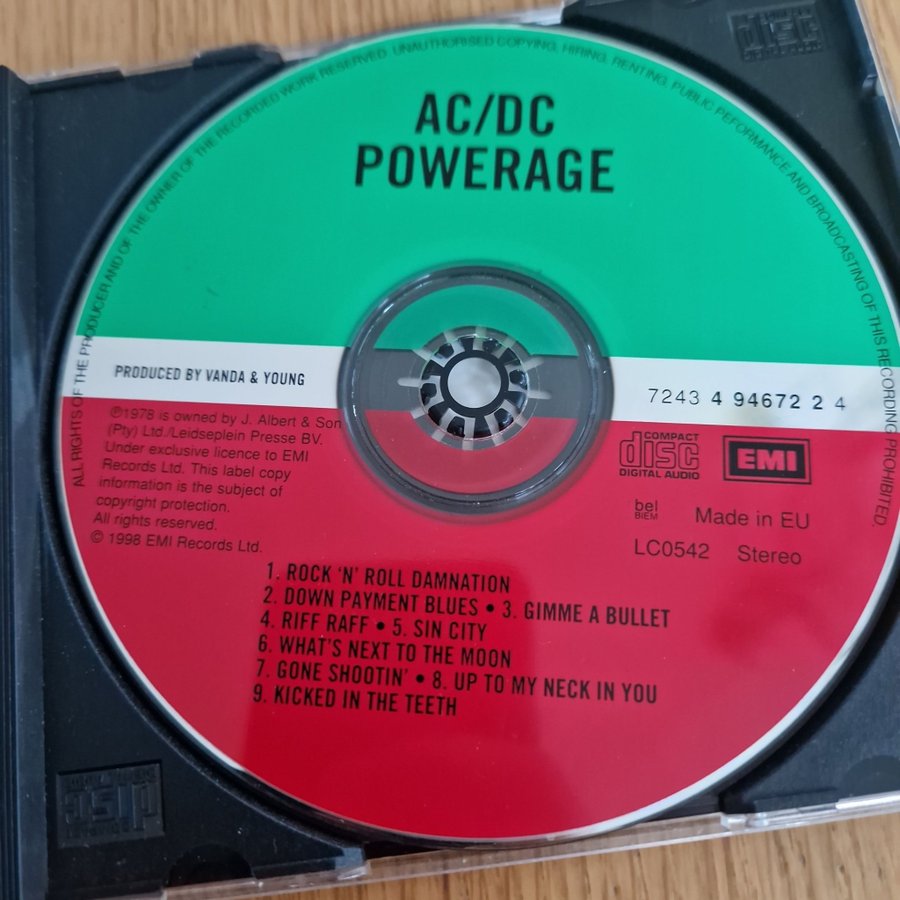 ALL RIGHTS OF THE PRODUCER AND OF THE OWNER OF THE RECORDED WORK RESERVED. UNAUTHORISED COPYING, HIRING, RENTING, PUBLIC PEFORMANCE AND BROADCASTING OF THIS RECORDING PROHIBITED.
AC/DC
POWERAGE
PRODUCED BY VANDA & YOUNG
7243 4 94672 2 4
℗1978 is owned by J. Albert & Son
(Pty) Ltd./Leidseplein Presse BV.
Under exclusive licence to EMI
Records Ltd. This label copy
information is the subject of
copyright protection.
All rights reserved.
© 1998 EMI Records Ltd.
COMPACT
disc
DIGITAL AUDIO
EMI
bel
BIEM
Made in EU
LC0542 Stereo
1. ROCK 'N' ROLL DAMNATION
2. DOWN PAYMENT BLUES • 3. GIMME A BULLET
4. RIFF RAFF • 5. SIN CITY
6. WHAT'S NEXT TO THE MOON
7. GONE SHOOTIN' • 8. UP TO MY NECK IN YOU
9. KICKED IN THE TEETH
disc
disc